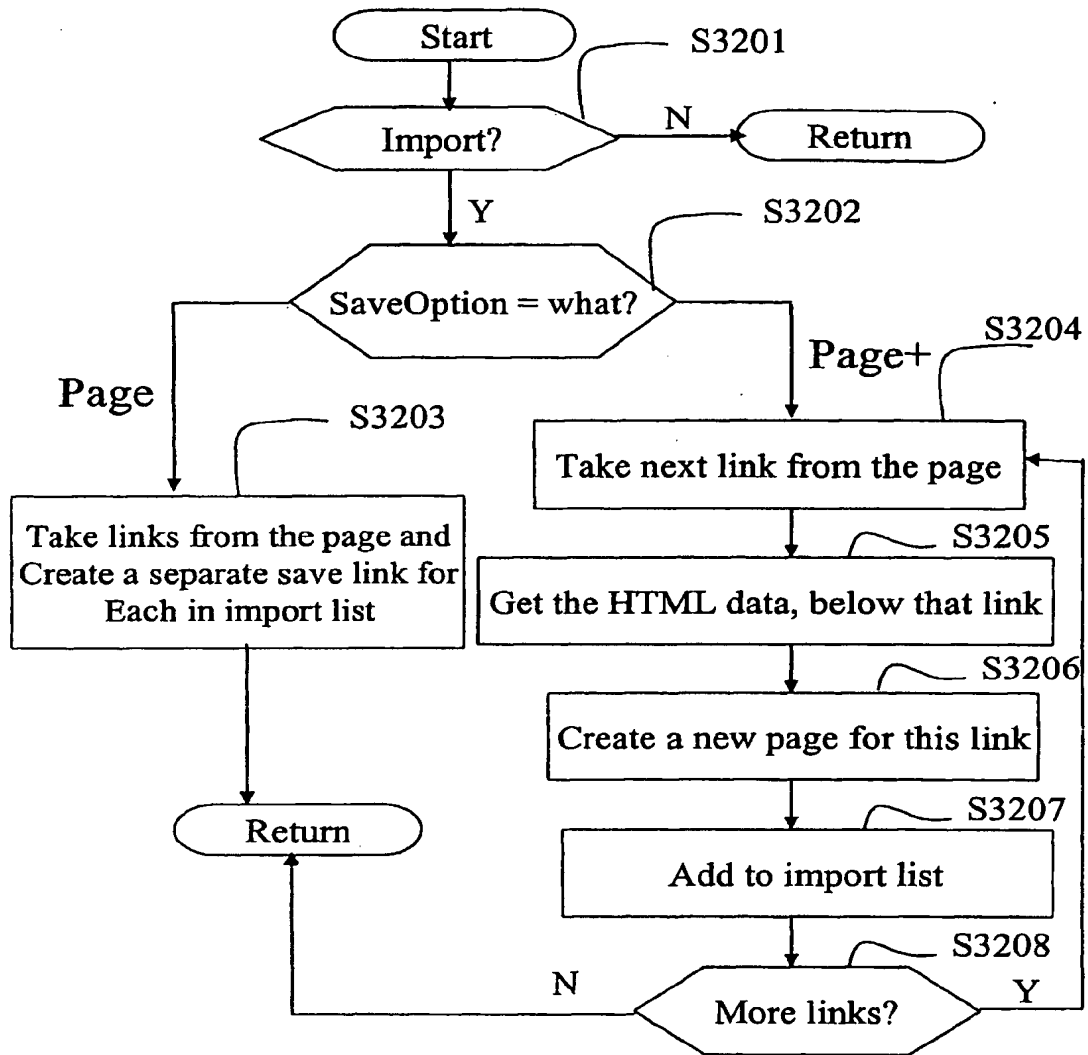 Start
S3201
Import?
N
Return
Y
S3202
SaveOption = what?
S3204
Page+
Page
S3203
Take next link from the page
Take links from the page and
Create a separate save link for
Each in import list
S3205
Get the HTML data, below that link
S3206
Create a new page for this link
S3207
Return
Add to import list
S3208
N
Y
More links?